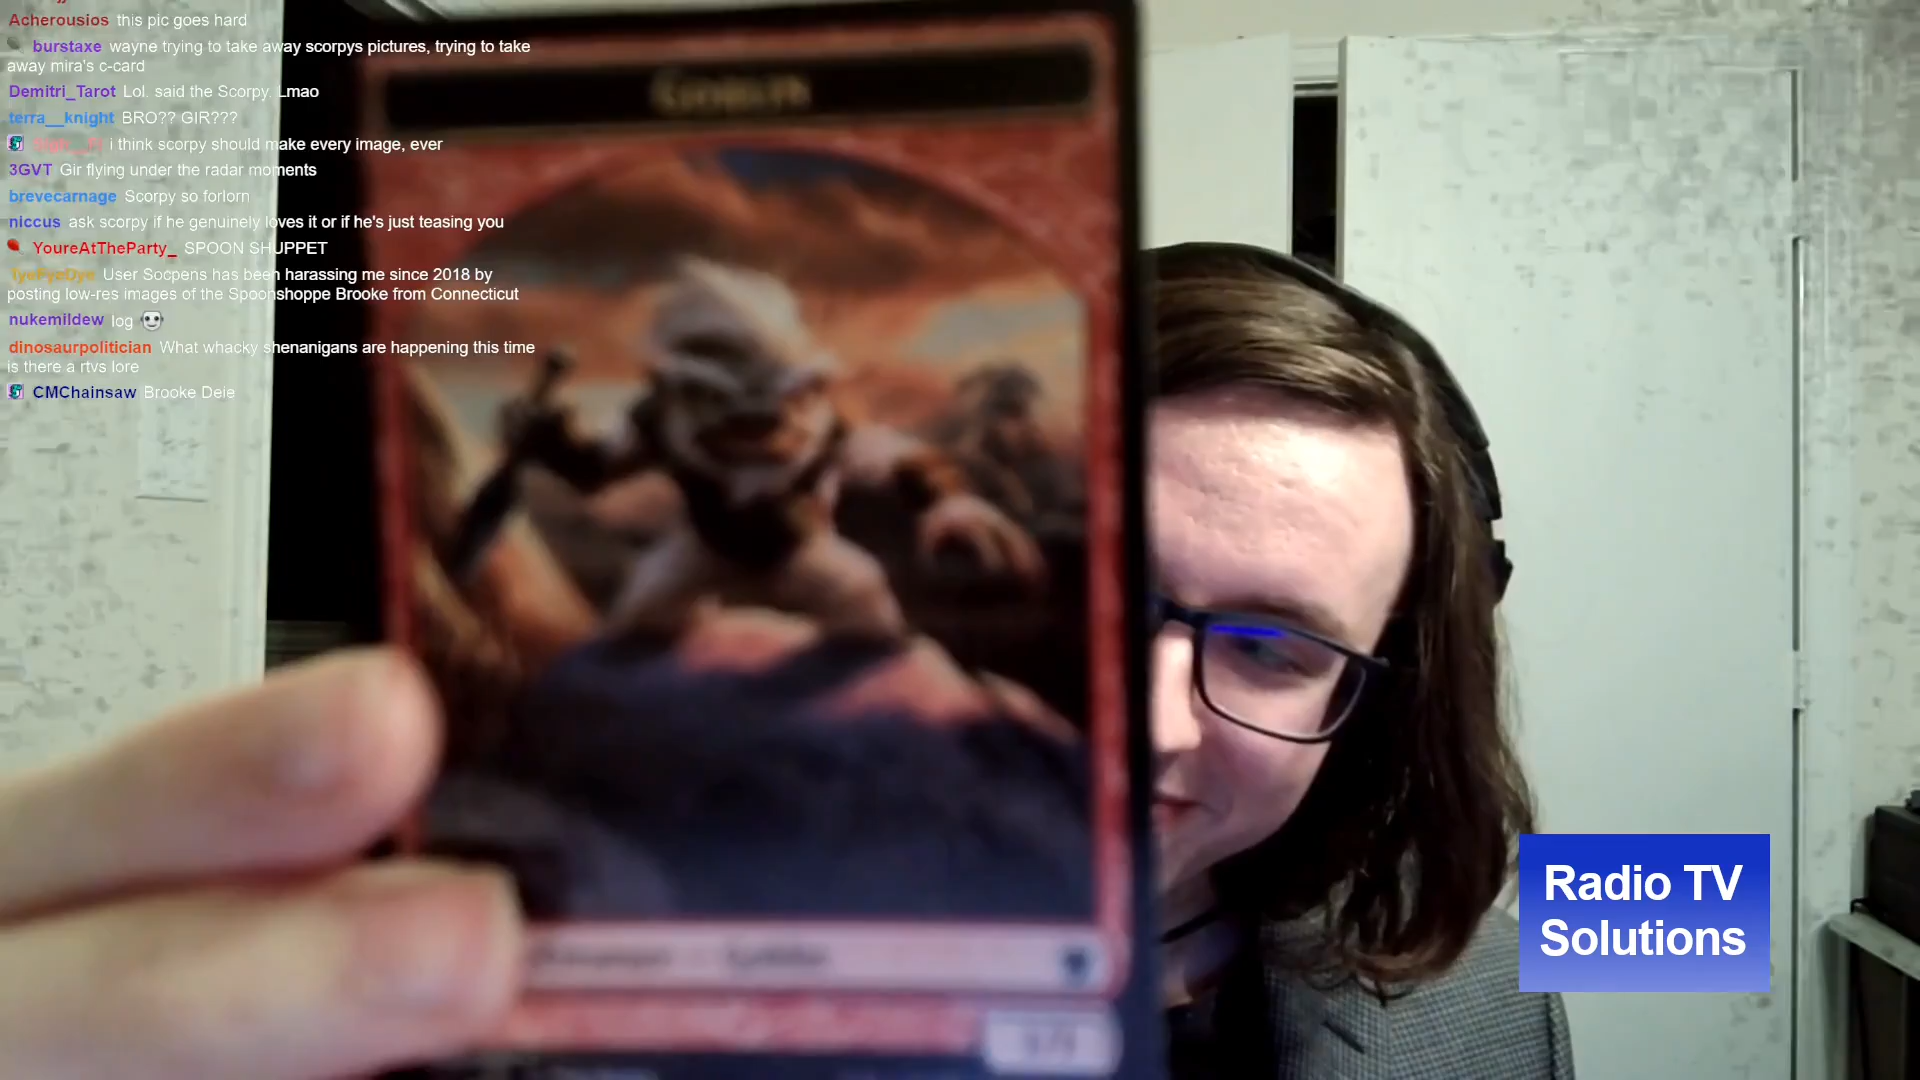 Acherousios this pic goes hard
burstaxe wayne trying to take away scorpys pictures, trying to take
away mira's c-card
Demitri_Tarot Lol. said the Scorpy. Lmao
terra__knight BRO?? GIR???
i think scorpy should make every image, ever
3GVT Gir flying under the radar moments
brevecarnage Scorpy so forlorn
niccus ask scorpy if he genuinely loves it or if he's just teasing you
YoureAtTheParty_ SPOON SHUPPET
User Socpens has been harassing me since 2018 by
posting low-res images of the Spoonshoppe Brooke from Connecticut
nukemildew log
dinosaurpolitician What whacky shenanigans are happening this time
is there a rtvs lore
CMChainsaw Brooke Deie
Goblin
Radio TV
Solutions